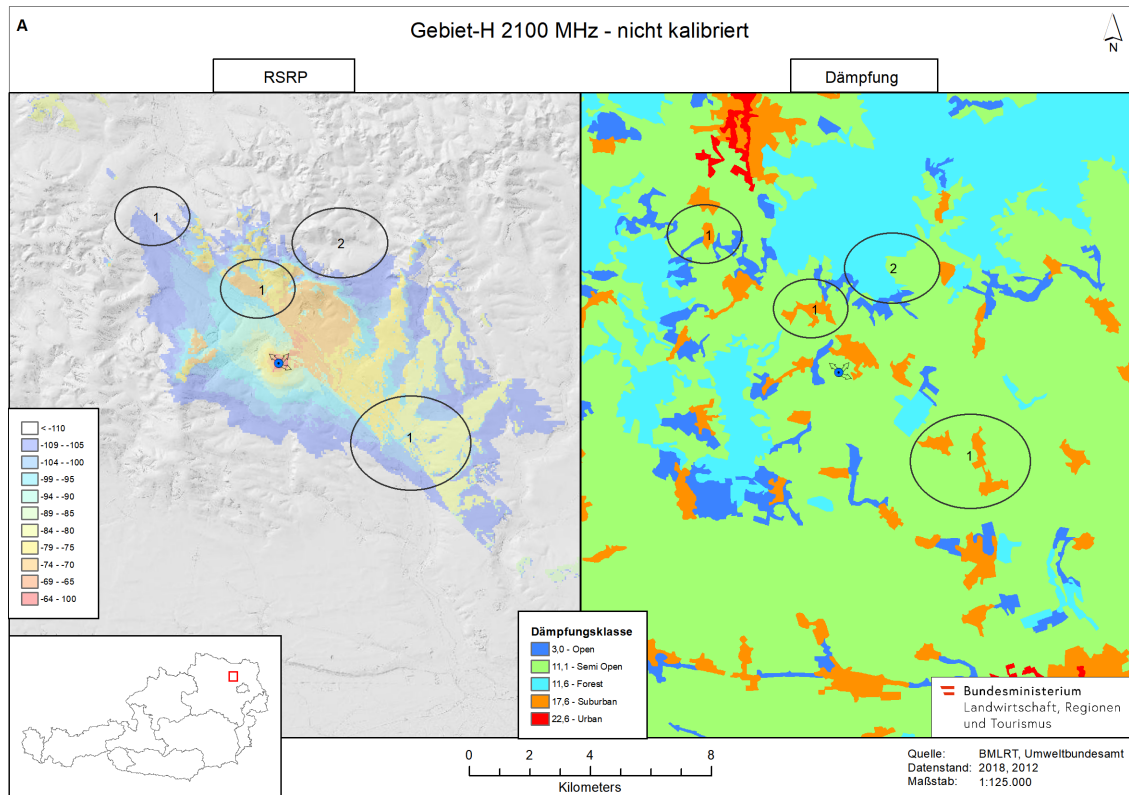 A
Gebiet-H 2100 MHz - nicht kalibriert
N
RSRP
Dämpfung
1
2
1
1
1
2
1
1
< -110
-109 - -105
-104 - -100
-99 - -95
-94 - -90
-89 - -85
-84 - -80
-79 - -75
-74 - -70
-69 - -65
-64 - 100
Dämpfungsklasse
3,0 - Open
11,1 - Semi Open
11,6 - Forest
17,6 - Suburban
22,6 - Urban
Bundesministerium
Landwirtschaft, Regionen
und Tourismus
0 2 4 6 8
Kilometers
Quelle: BMLRT, Umweltbundesamt
Datenstand: 2018, 2012
Maßstab: 1:125.000